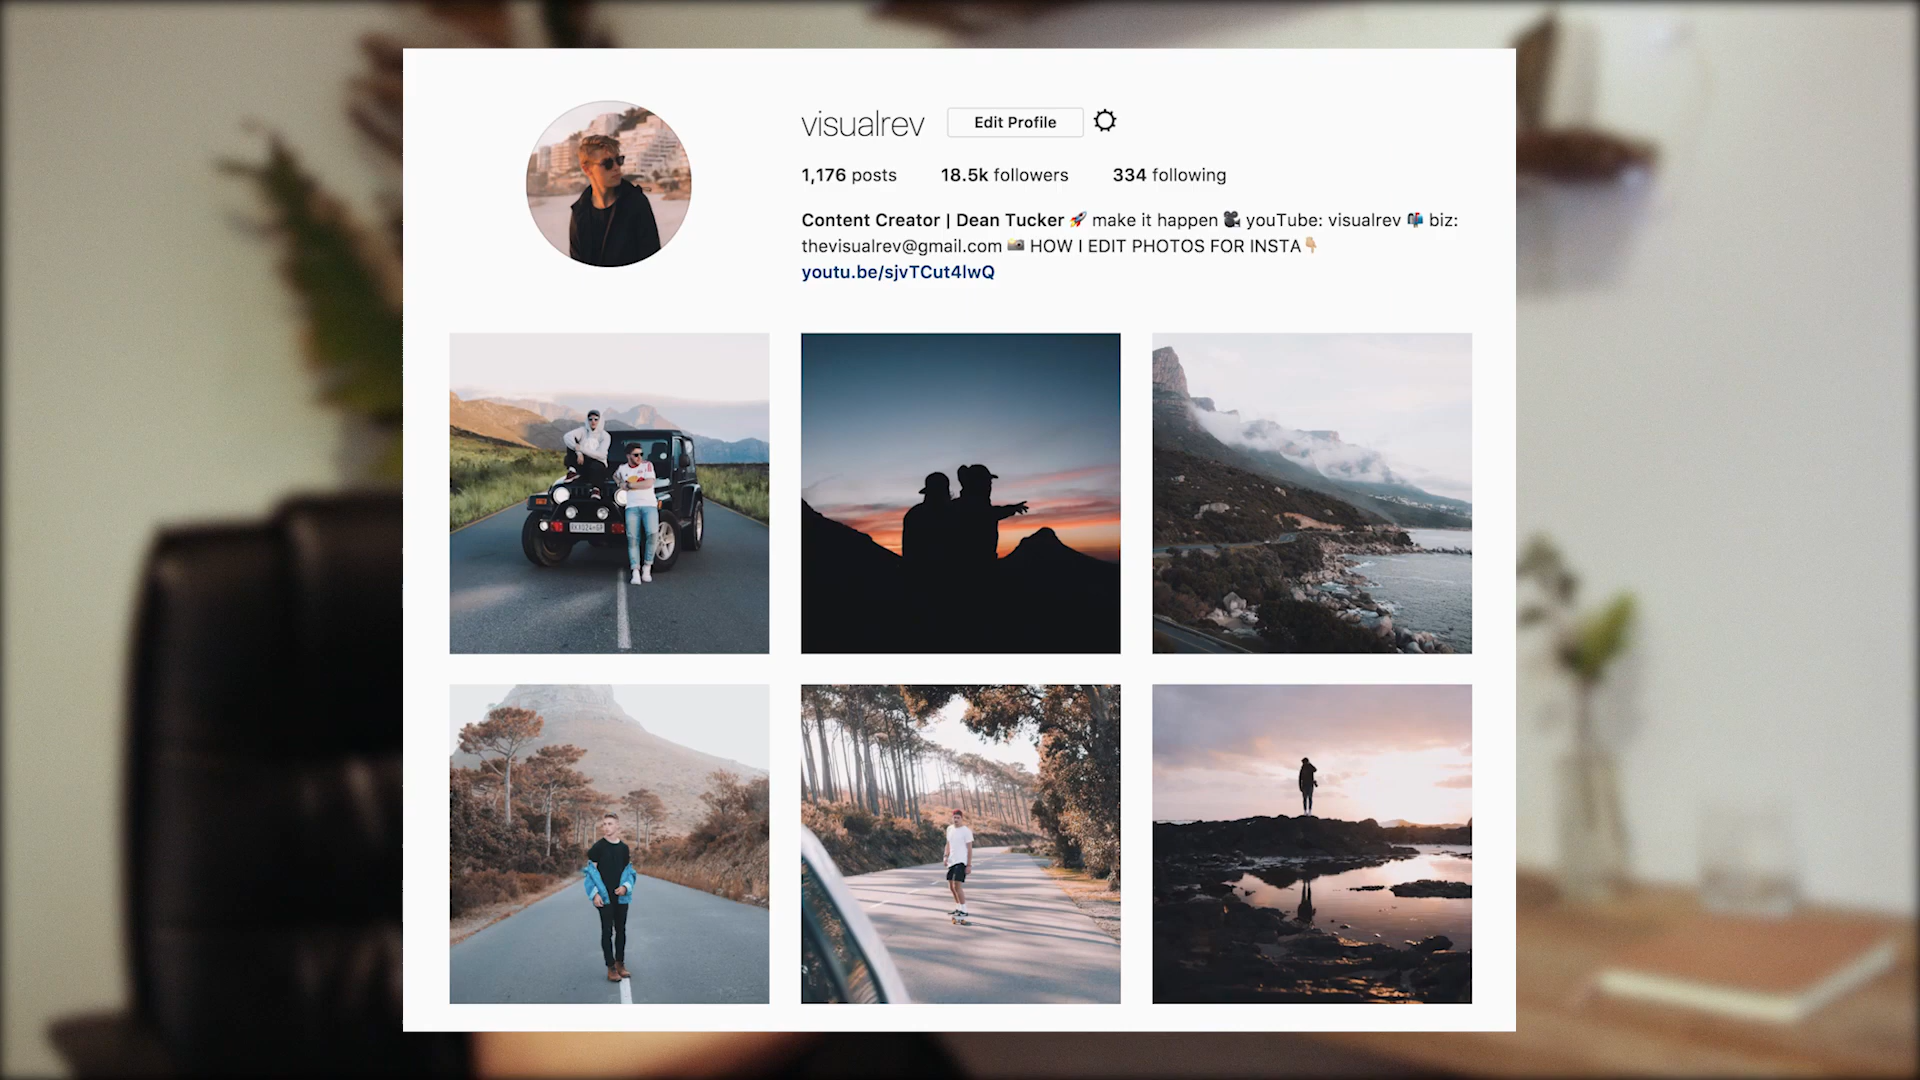 visualrev Edit Profile
1,176 posts 18.5k followers 334 following
Content Creator | Dean Tucker 🚀 make it happen 🎥 youTube: visualrev 📬 biz:
thevisualrev@gmail.com 📸 HOW I EDIT PHOTOS FOR INSTA👇🏼
youtu.be/sjvTCut4lwQ